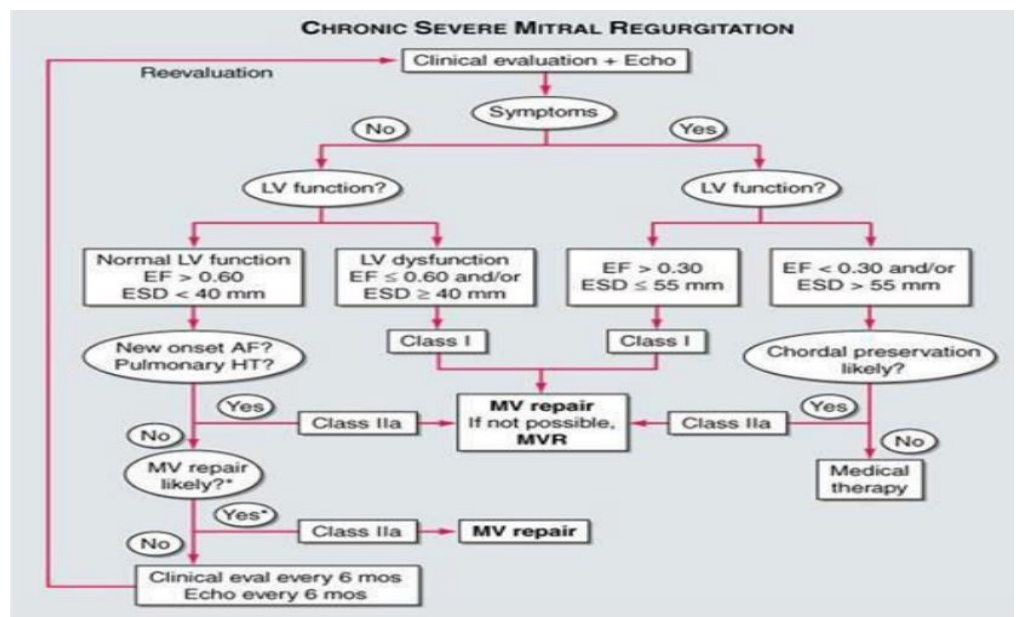 CHRONIC SEVERE MITRAL REGURGITATION
Clinical evaluation + Echo
Reevaluation
Symptoms
No
Yes
LV function?
LV function?
Normal LV function
EF > 0.60
ESD < 40 mm
LV dysfunction
EF ≤ 0.60 and/or
ESD ≥ 40 mm
EF > 0.30
ESD ≤ 55 mm
EF < 0.30 and/or
ESD > 55 mm
New onset AF?
Pulmonary HT?
Class I
Class I
Chordal preservation
likely?
Yes
Class IIa
MV repair
If not possible,
MVR
Class IIa
Yes
No
No
Medical
therapy
MV repair
likely?*
Yes*
Class IIa
MV repair
No
Clinical eval every 6 mos
Echo every 6 mos